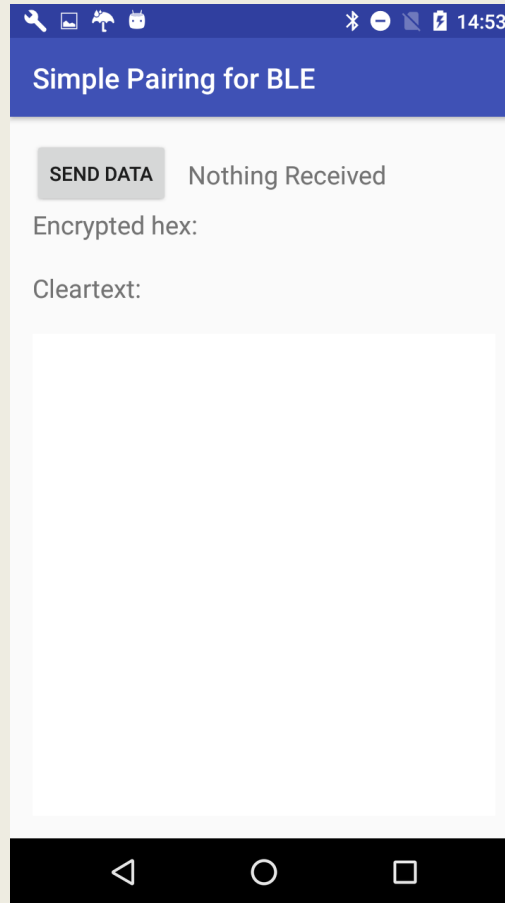 14:53
Simple Pairing for BLE
SEND DATA Nothing Received
Encrypted hex:
Cleartext: